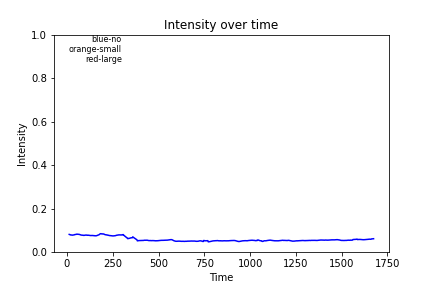 Intensity over time
blue-no
orange-small
red-large
1.0
0.8
0.6
0.4
0.2
0.0
Intensity
0 250 500 750 1000 1250 1500 1750
Time